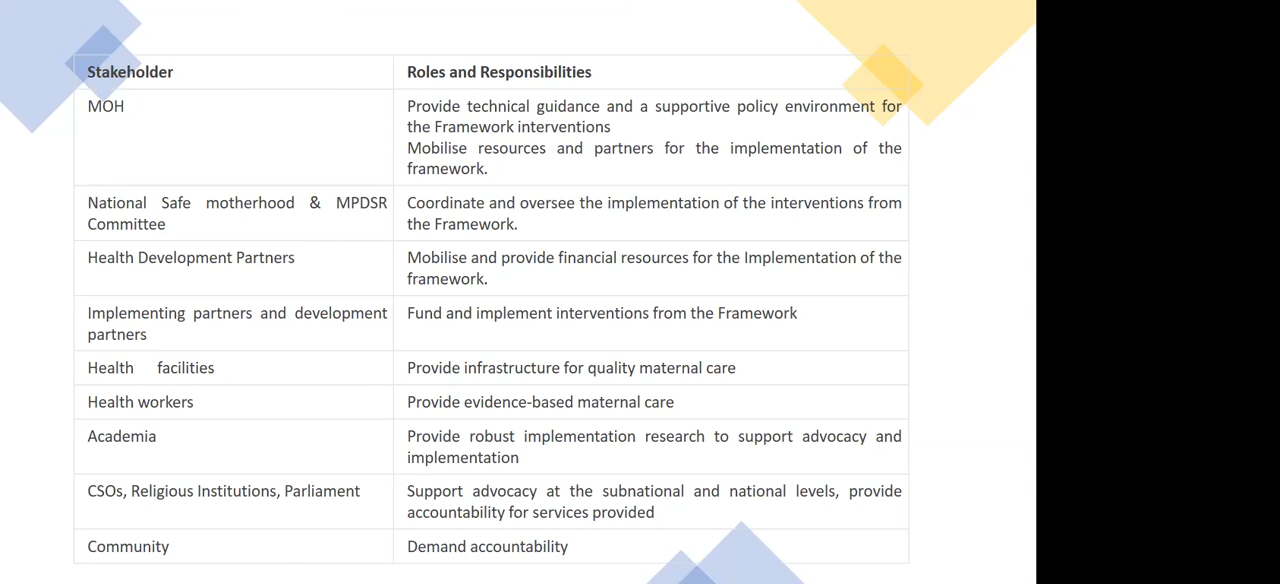 Stakeholder
Roles and Responsibilities
MOH
Provide technical guidance and a supportive policy environment for
the Framework interventions
Mobilise resources and partners for the implementation of the
framework.
National Safe motherhood & MPDSR
Committee
Coordinate and oversee the implementation of the interventions from
the Framework.
Health Development Partners
Mobilise and provide financial resources for the Implementation of the
framework.
Implementing partners and development
partners
Fund and implement interventions from the Framework
Health facilities
Provide infrastructure for quality maternal care
Health workers
Provide evidence-based maternal care
Academia
Provide robust implementation research to support advocacy and
implementation
CSOs, Religious Institutions, Parliament
Support advocacy at the subnational and national levels, provide
accountability for services provided
Community
Demand accountability